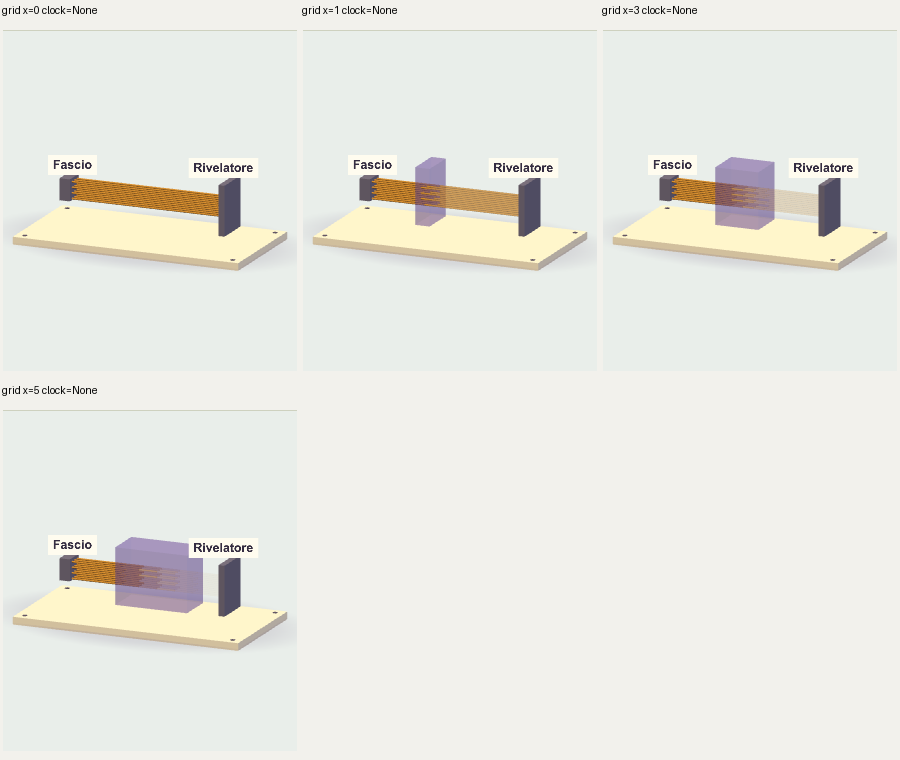 grid x=0 clock=None
grid x=1 clock=None
grid x=3 clock=None
Fascio
Rivelatore
Fascio
Rivelatore
Fascio
Rivelatore
grid x=5 clock=None
Fascio
Rivelatore